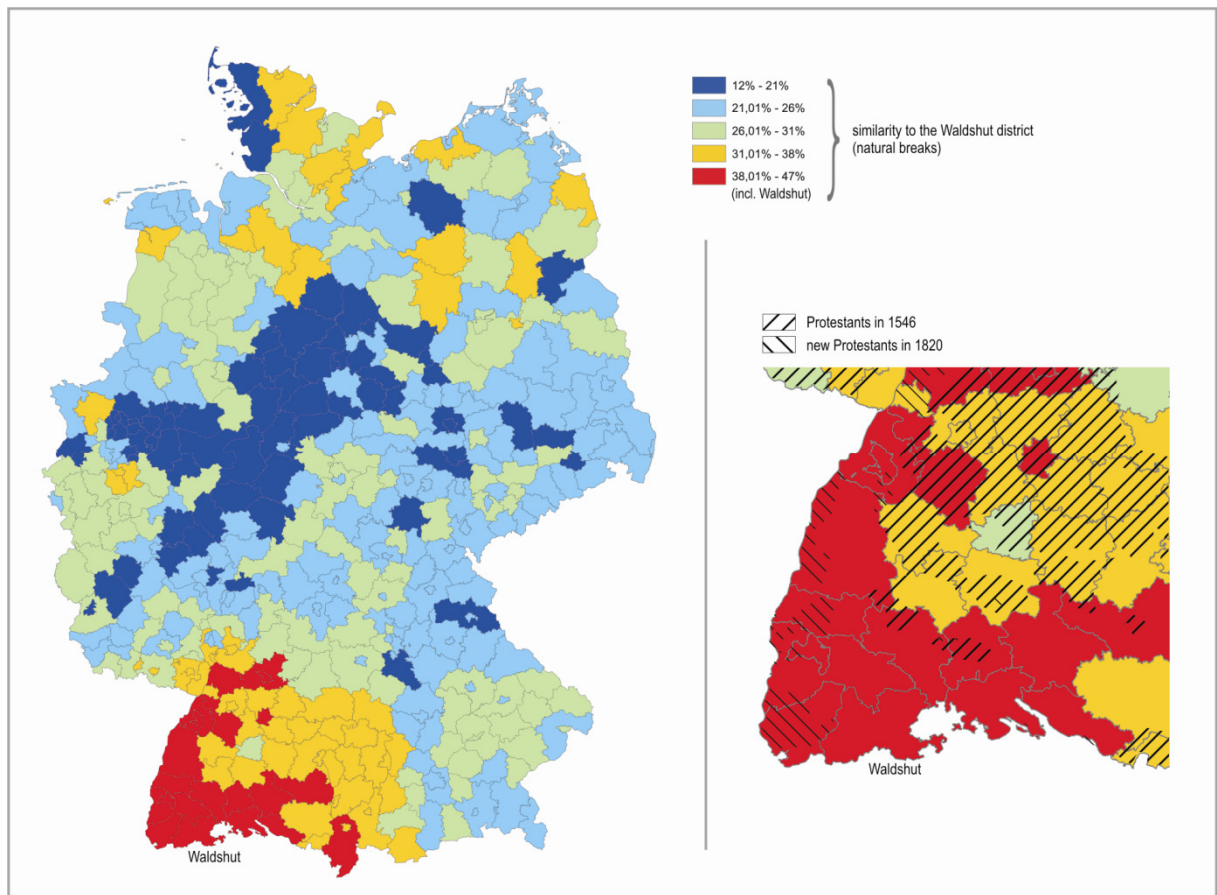 12% - 21%
21,01% - 26%
26,01% - 31%
31,01% - 38%
38,01% - 47%
(incl. Waldshut)
similarity to the Waldshut district
(natural breaks)
Protestants in 1546
new Protestants in 1820
Waldshut
Waldshut